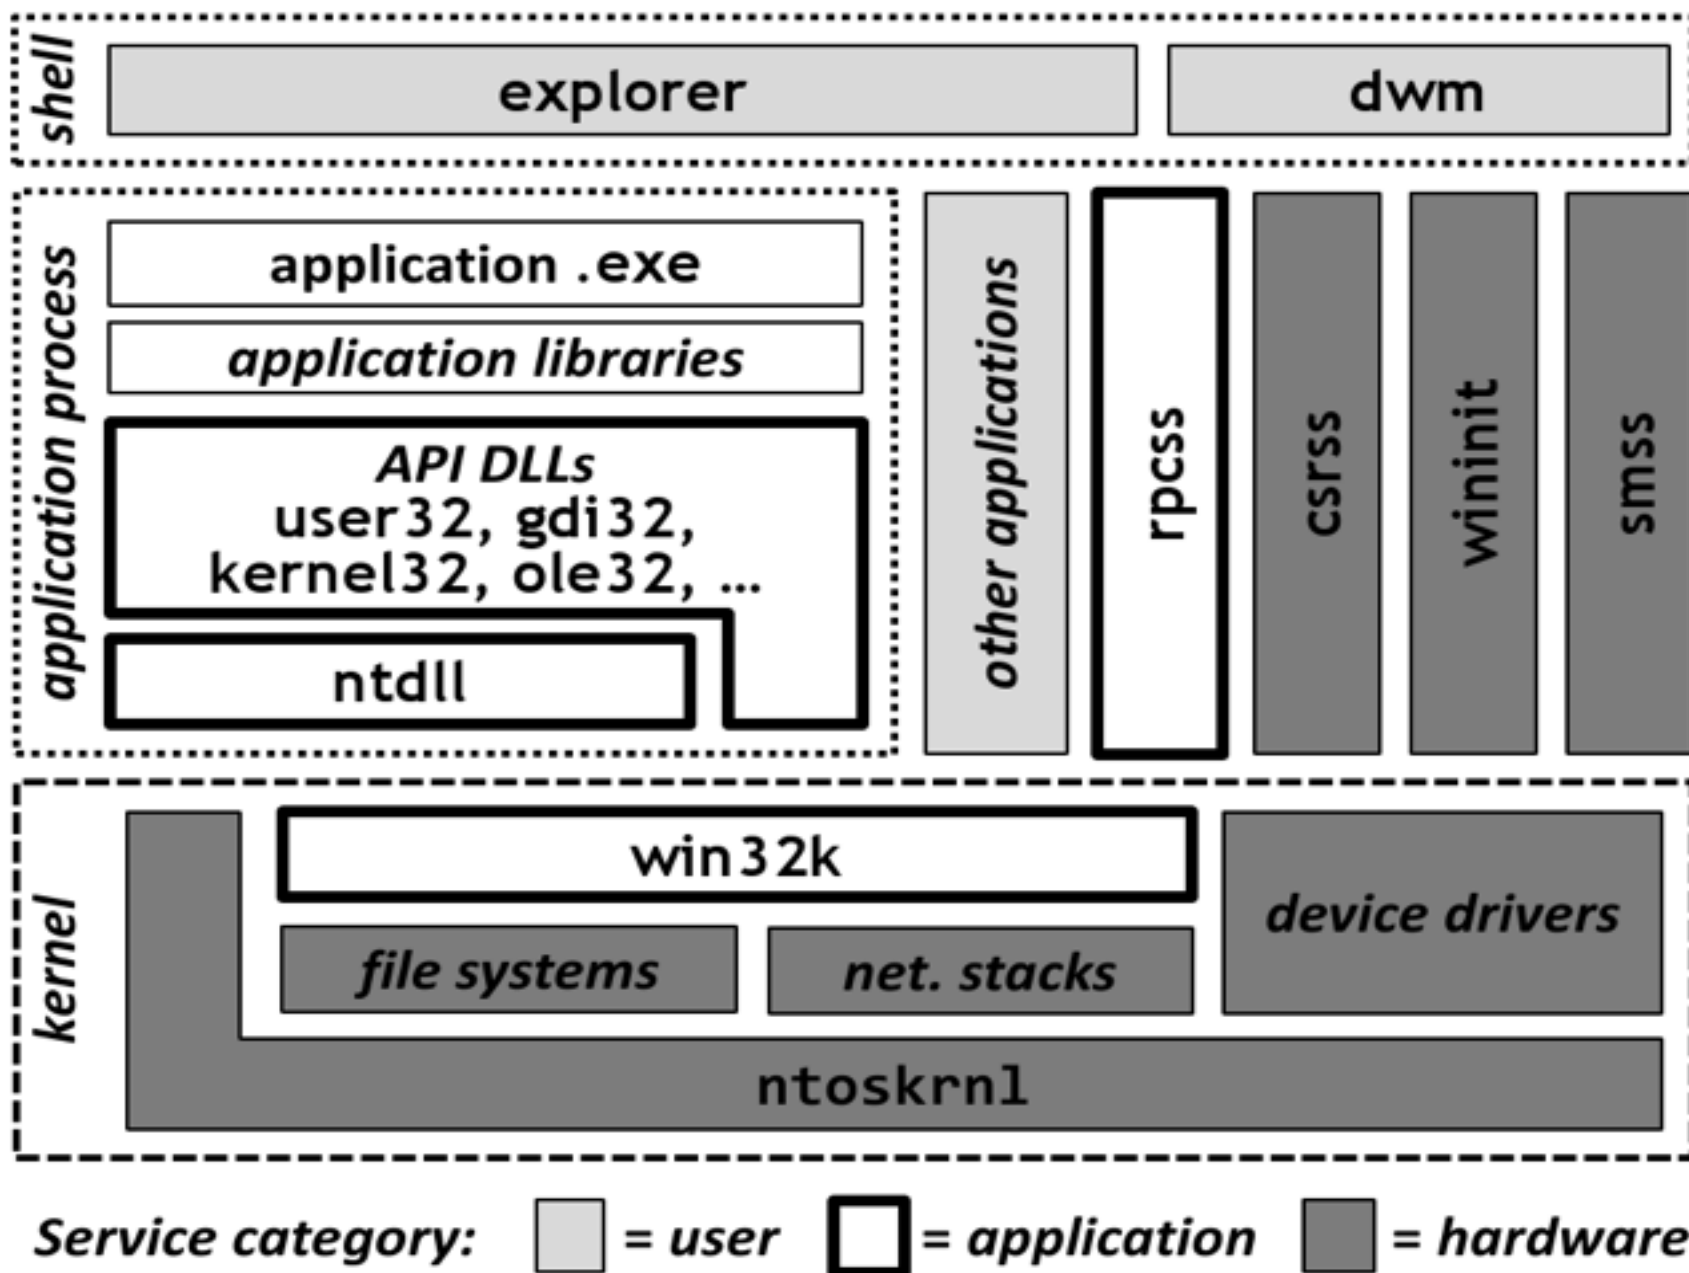 shell
explorer
dwm
application process
application .exe
application libraries
API DLLs
user32, gdi32,
kernel32, ole32, ...
ntdll
other applications
rpcss
csrss
wininit
smss
kernel
win32k
file systems
net. stacks
device drivers
ntoskrnl
Service category: = user = application = hardware